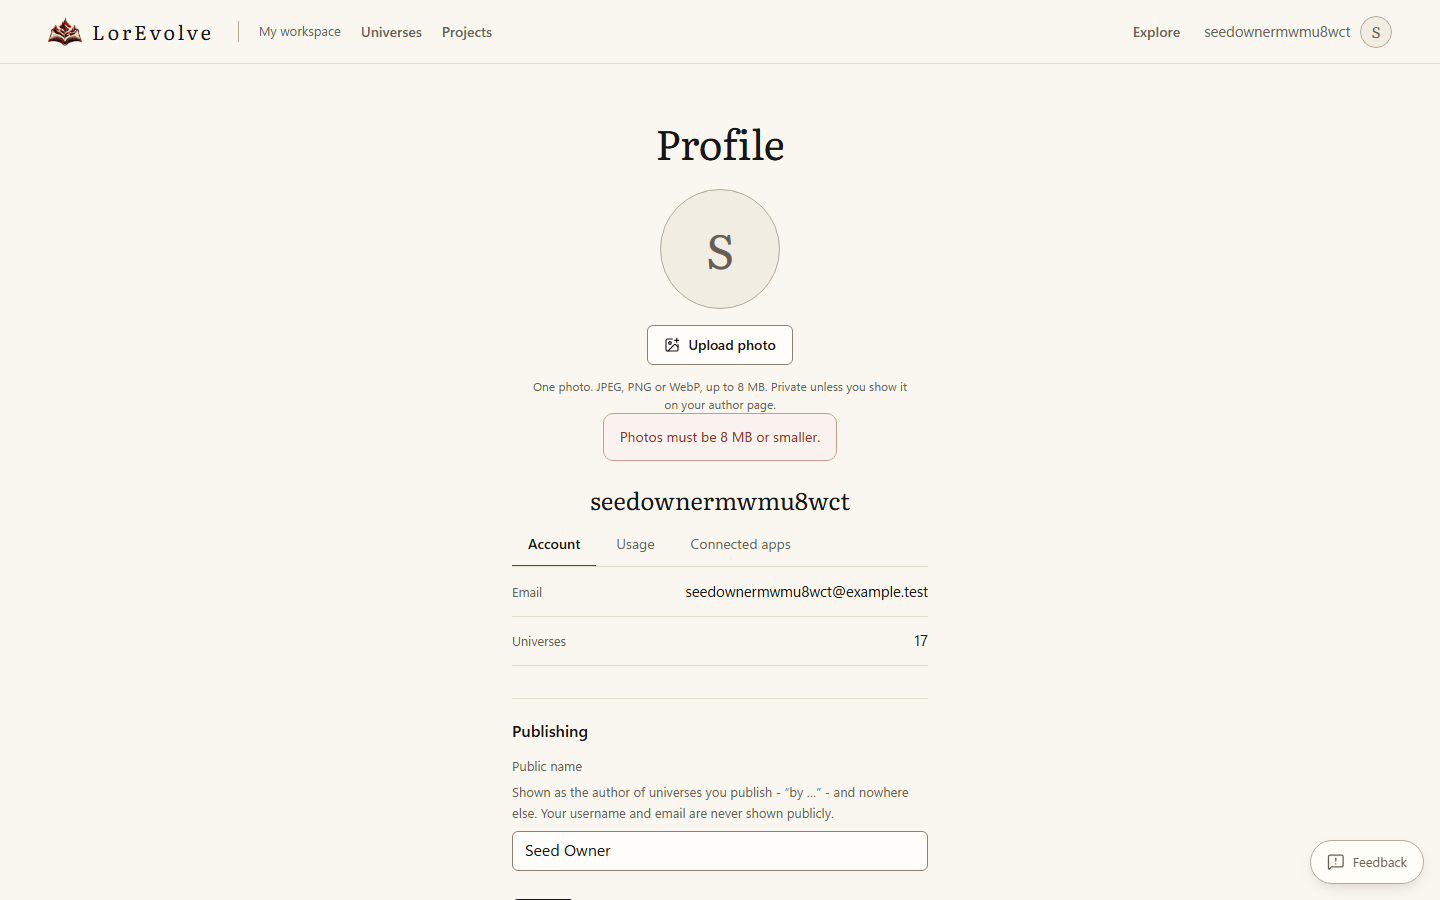 LorEvolve
My workspace
Universes
Projects
Explore
seedownermwmu8wct
S
Profile
S
Upload photo
One photo. JPEG, PNG or WebP, up to 8 MB. Private unless you show it
on your author page.
Photos must be 8 MB or smaller.
seedownermwmu8wct
Account
Usage
Connected apps
Email
seedownermwmu8wct@example.test
Universes
17
Publishing
Public name
Shown as the author of universes you publish - “by ...” - and nowhere
else. Your username and email are never shown publicly.
Seed Owner
Feedback